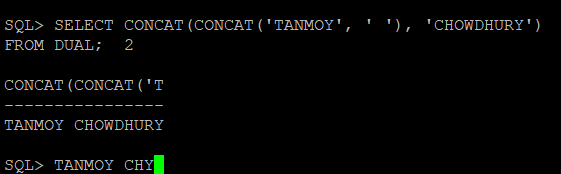 SQL> SELECT CONCAT(CONCAT('TANMOY', ' '), 'CHOWDHURY')
FROM DUAL;  2
CONCAT(CONCAT('T
----------------
TANMOY CHOWDHURY
SQL> TANMOY CHY